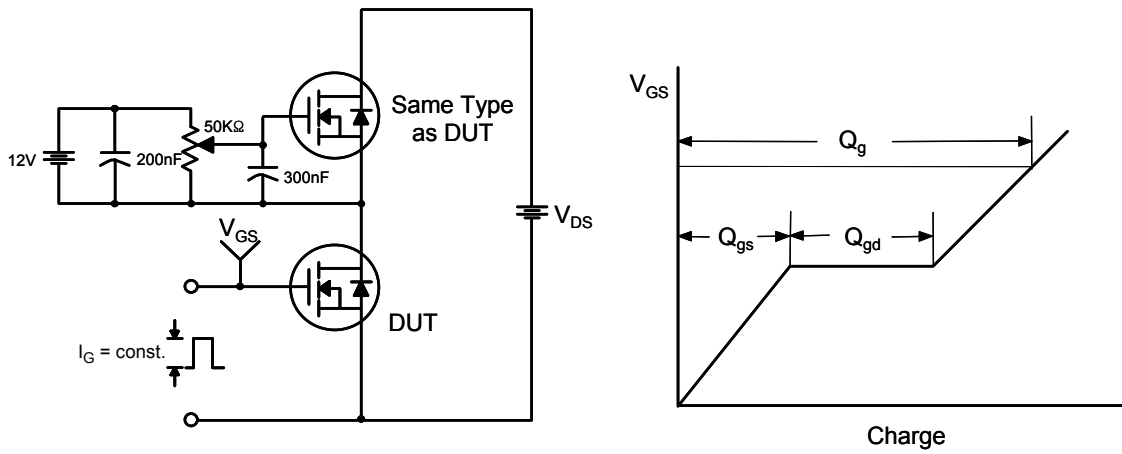 12V
200nF
50KΩ
300nF
Same Type
as DUT
V_DS
V_GS
DUT
I_G = const.
V_GS
Q_g
Q_gs
Q_gd
Charge